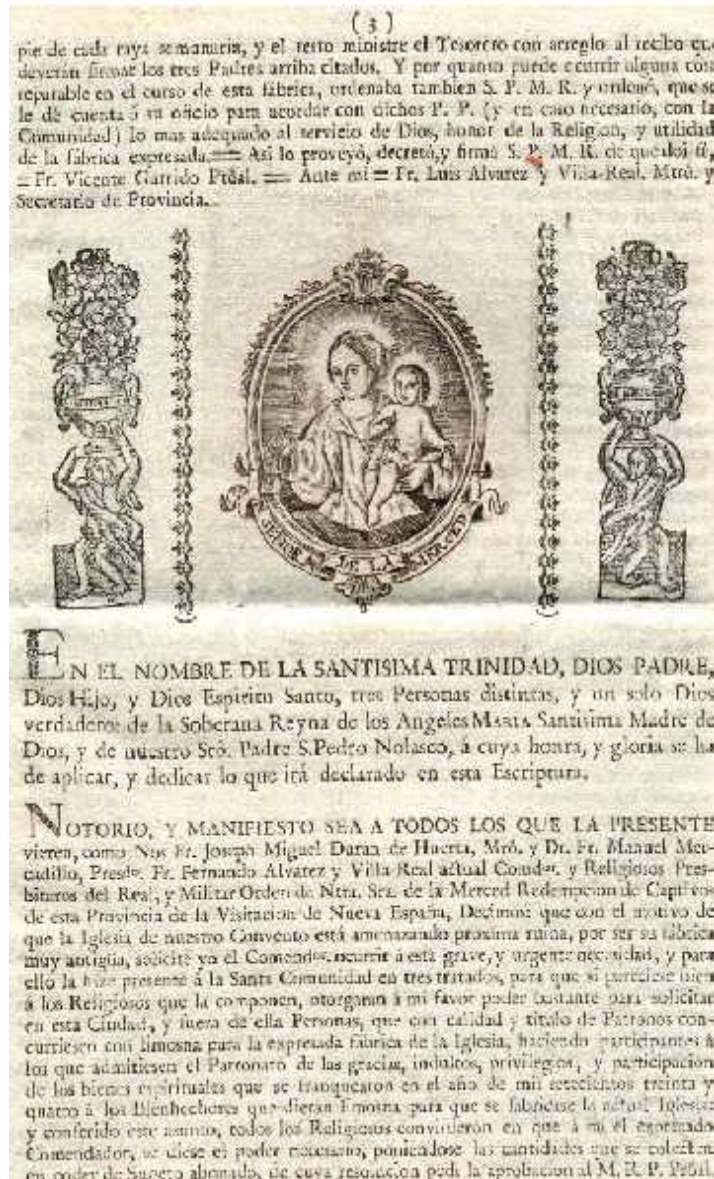 (3)
pie de cada raya semanaria, y el resto ministre el Tesorero con arreglo al recibo qu
deverán firmar los tres Padres arriba citados. Y por quanto puede ocurrir alguna cosa
reparable en el curso de esta fábrica, ordenaba tambien S. P. M. R. y ordenó, que se
le dé cuenta á su oficio para acordar con dichos P. P. (y en caso necesario, con la
Comunidad) lo mas adequado al servicio de Dios, honor de la Religion, y utilidad
de la fábrica expresada.== Asi lo proveyó, decretó, y firmó S. P. M. R. de que doi fé,
= Fr. Vicente Garrido Prôal. == Ante mi = Fr. Luis Alvarez y Villa-Real. Mtrô. y
Secretario de Provincia.
SEÑORA DE LA MERCED
EN EL NOMBRE DE LA SANTISIMA TRINIDAD, DIOS PADRE,
Dios Hijo, y Dios Espiritu Santo, tres Personas distintas, y un solo Dios
verdadero: de la Soberana Reyna de los Angeles MARIA Santisima Madre de
Dios, y de nuestro Stô. Padre S. Pedro Nolasco, á cuya honra, y gloria se ha
de aplicar, y dedicar lo que irá declarado en esta Escriptura.
NOTORIO, Y MANIFIESTO SEA A TODOS LOS QUE LA PRESENTE
vieren, como Nos Fr. Joseph Miguel Duran de Huerta, Mrô. y Dr. Fr. Manuel Mer-
cadillo, Presdo. Fr. Fernando Alvarez y Villa Real actual Comdor. y Religiosos Pres-
biteros del Real, y Militar Orden de Ntra. Sra. de la Merced Redempcion de Captivos
de esta Provincia de la Visitacion de Nueva España, Decimos: que con el motivo de
que la Iglesia de nuestro Convento está amenazando proxima ruina, por ser su fábrica
muy antigua, solicité yo el Comendor. ocurrir á esta grave, y urgente necesidad, y para
ello la hize presente á la Santa Comunidad en tres tratados, para que si pareciese bien
á los Religiosos que la componen, otorgaran á mi favor poder bastante para solicitar
en esta Ciudad, y fuera de ella Personas, que con calidad y titulo de Patronos con-
curriesen con limosna para la expresada fábrica de la Iglesia, haciendo participantes á
los que admitiesen el Patronato de las gracias, indultos, privilegios, y participacion
de los bienes espirituales que se franquearon en el año de mil setecientos treinta y
quatro á los Bienhechores que dieran limosna para que se fabricase la actual Iglesia:
y conferido este asunto, todos los Religiosos convinieron en que á mi el expresado
Comendador, se diese el poder necesario, poniendose las cantidades que se colecten
en poder de Sugeto abonado, de cuya resolucion pedi la aprobacion al M. R. P. Prôal.